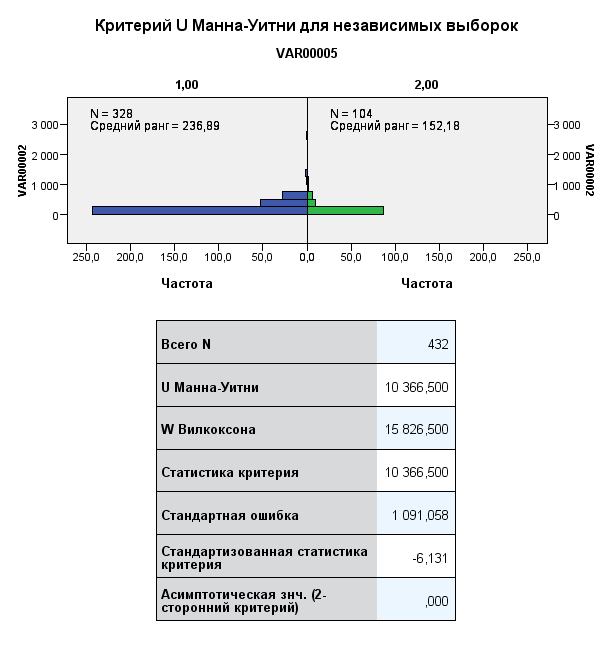 Критерий U Манна-Уитни для независимых выборок
VAR00005
1,00 2,00
N = 328 N = 104
Средний ранг = 236,89 Средний ранг = 152,18
VAR00002
3 000
2 000
1 000
0
3 000
2 000
1 000
0
VAR00002
250,0 200,0 150,0 100,0 50,0 0,0 50,0 100,0 150,0 200,0 250,0
Частота Частота
Всего N 432
U Манна-Уитни 10 366,500
W Вилкоксона 15 826,500
Статистика критерия 10 366,500
Стандартная ошибка 1 091,058
Стандартизованная статистика
критерия -6,131
Асимптотическая знч. (2-
сторонний критерий) ,000